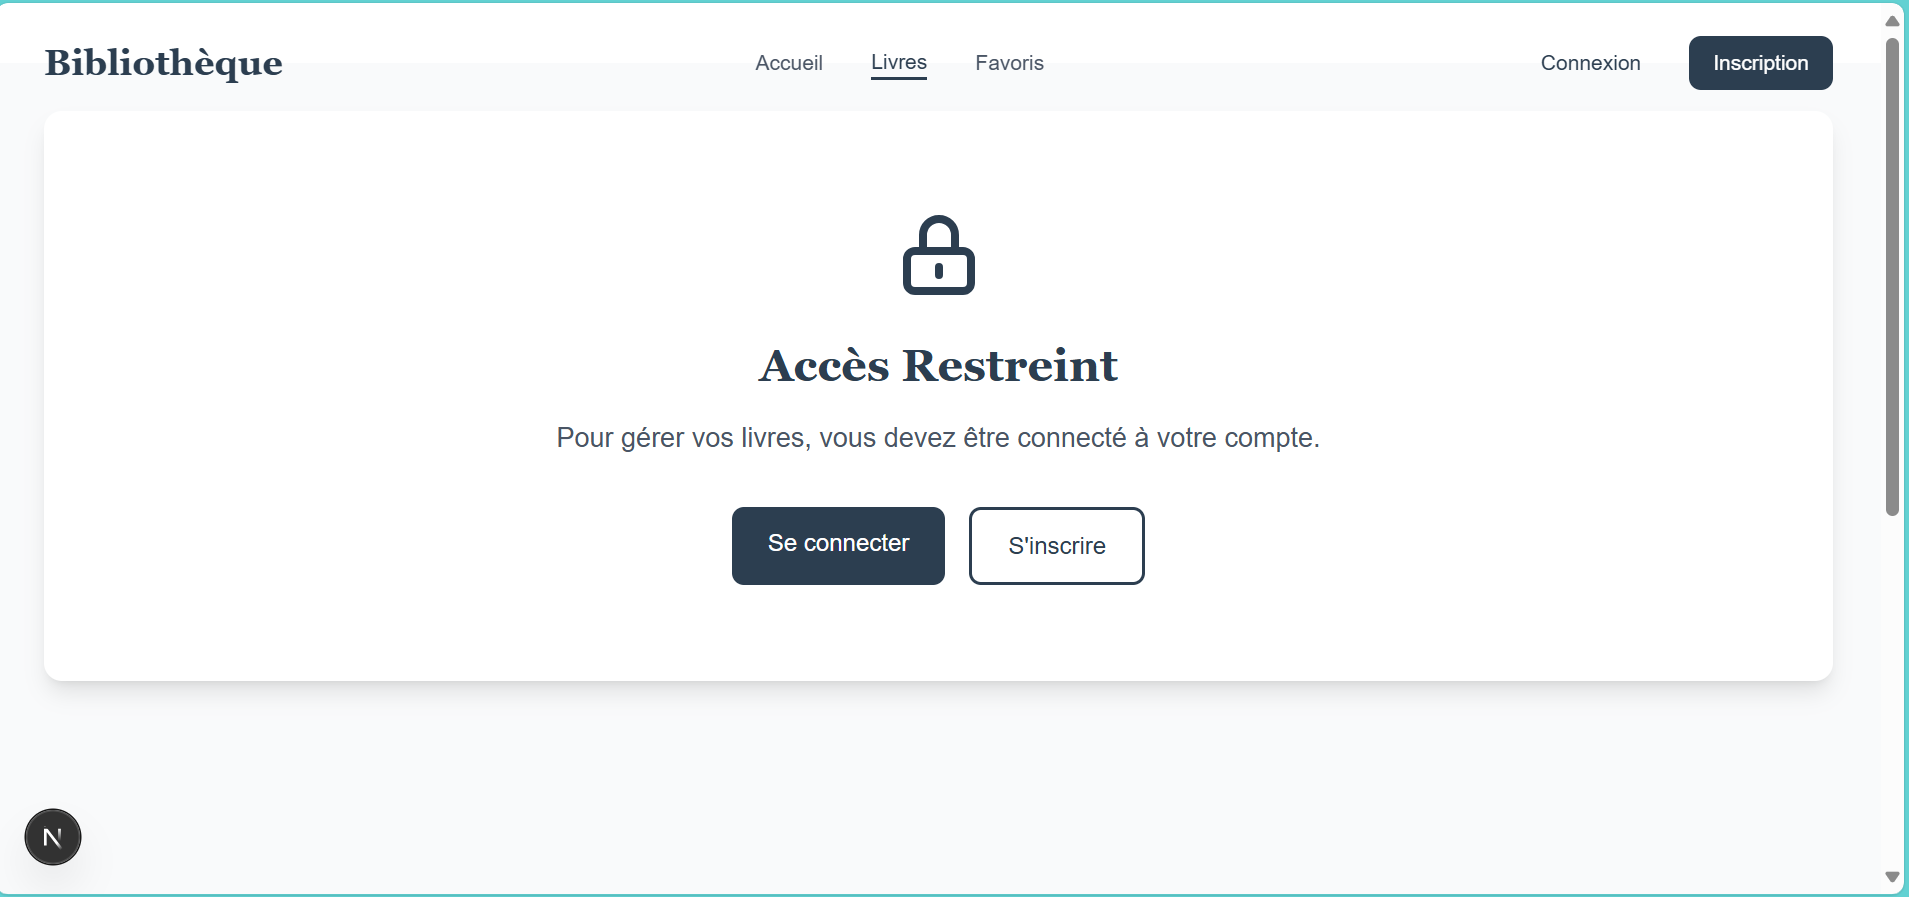 Bibliothèque
Accueil Livres Favoris
Connexion Inscription
Accès Restreint
Pour gérer vos livres, vous devez être connecté à votre compte.
Se connecter S'inscrire
N